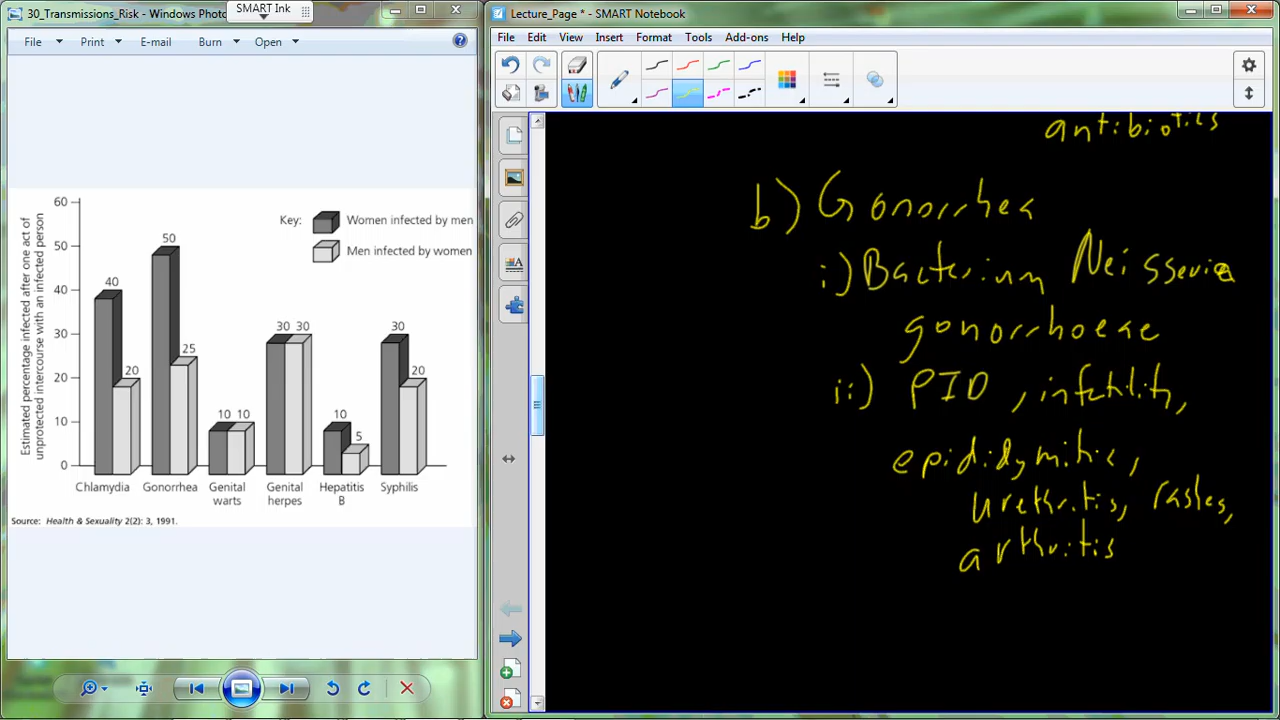 30_Transmissions_Risk - Windows Photo
SMART Ink
File Print E-mail Burn Open
60
50
40
30
20
10
0
Estimated percentage infected after one act of
unprotected intercourse with an infected person
Key: Women infected by men
Men infected by women
40 20 50 25 10 10 30 30 10 5 30 20
Chlamydia Gonorrhea Genital warts Genital herpes Hepatitis B Syphilis
Source: Health & Sexuality 2(2): 3, 1991.
Lecture_Page * - SMART Notebook
File Edit View Insert Format Tools Add-ons Help
antibiotics
b) Gonorrhea
i) Bacterium Neisseria
gonorrhoeae
ii) PID, infertility,
epididymitis,
urethritis, rashes,
arthritis